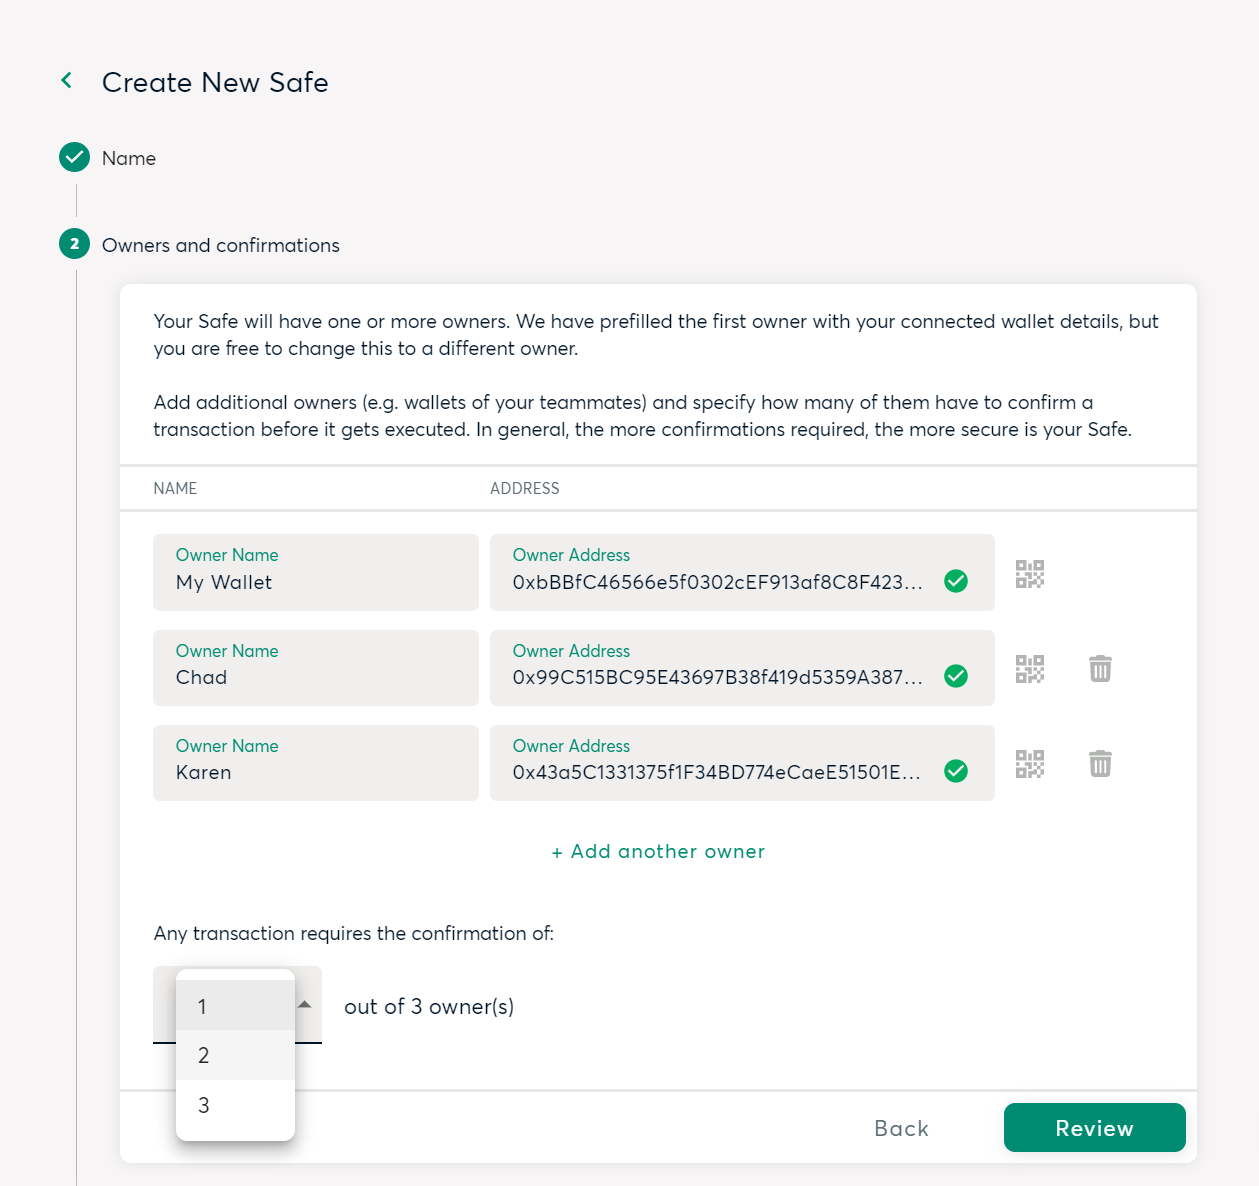 Create New Safe
Name
2 Owners and confirmations
Your Safe will have one or more owners. We have prefilled the first owner with your connected wallet details, but
you are free to change this to a different owner.
Add additional owners (e.g. wallets of your teammates) and specify how many of them have to confirm a
transaction before it gets executed. In general, the more confirmations required, the more secure is your Safe.
NAME ADDRESS
Owner Name Owner Address
My Wallet 0xbBBfC46566e5f0302cEF913af8C8F423...
Owner Name Owner Address
Chad 0x99C515BC95E43697B38f419d5359A387...
Owner Name Owner Address
Karen 0x43a5C1331375f1F34BD774eCaeE51501E...
+ Add another owner
Any transaction requires the confirmation of:
1 out of 3 owner(s)
2
3
Back Review